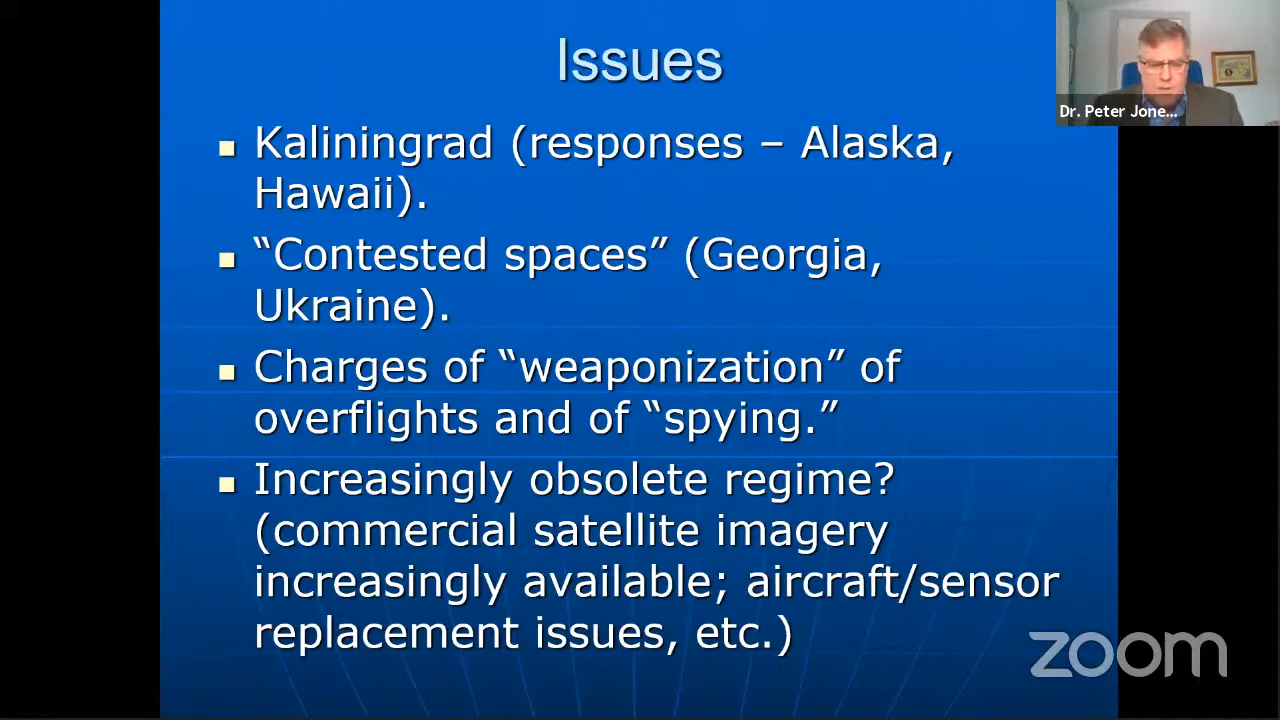 Issues
Dr. Peter Jone...
Kaliningrad (responses – Alaska,
Hawaii).
“Contested spaces” (Georgia,
Ukraine).
Charges of “weaponization” of
overflights and of “spying.”
Increasingly obsolete regime?
(commercial satellite imagery
increasingly available; aircraft/sensor
replacement issues, etc.)
zoom